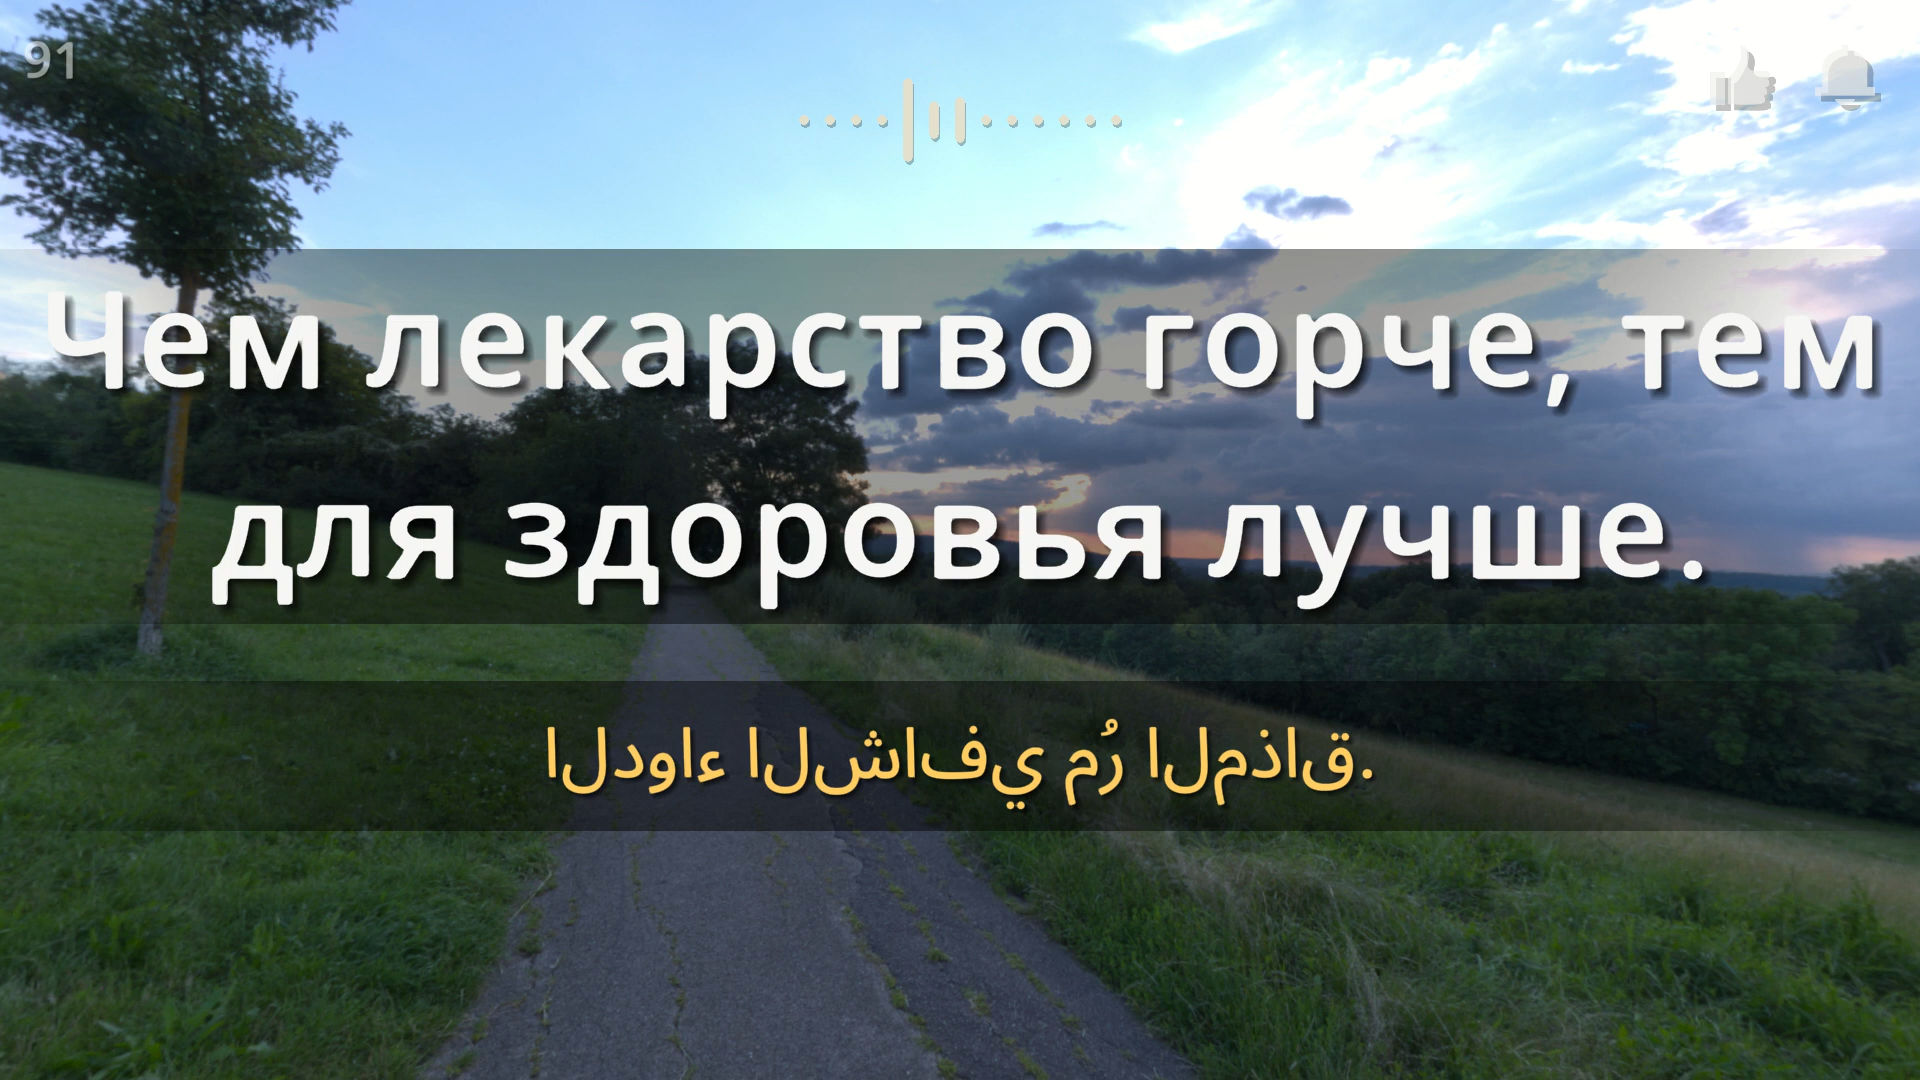 91
Чем лекарство горче, тем
для здоровья лучше.
الدواء الشافي مُر المذاق.